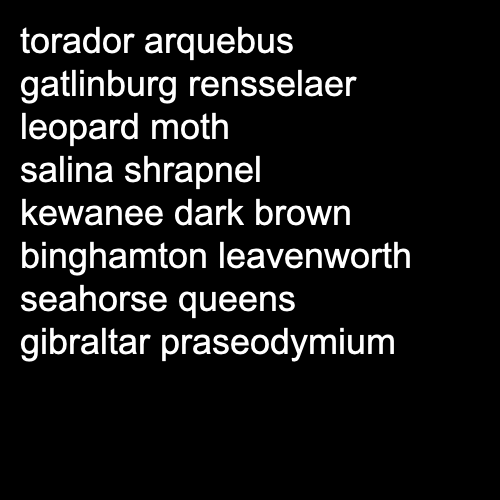 torador arquebus
gatlinburg rensselaer
leopard moth
salina shrapnel
kewanee dark brown
binghamton leavenworth
seahorse queens
gibraltar praseodymium